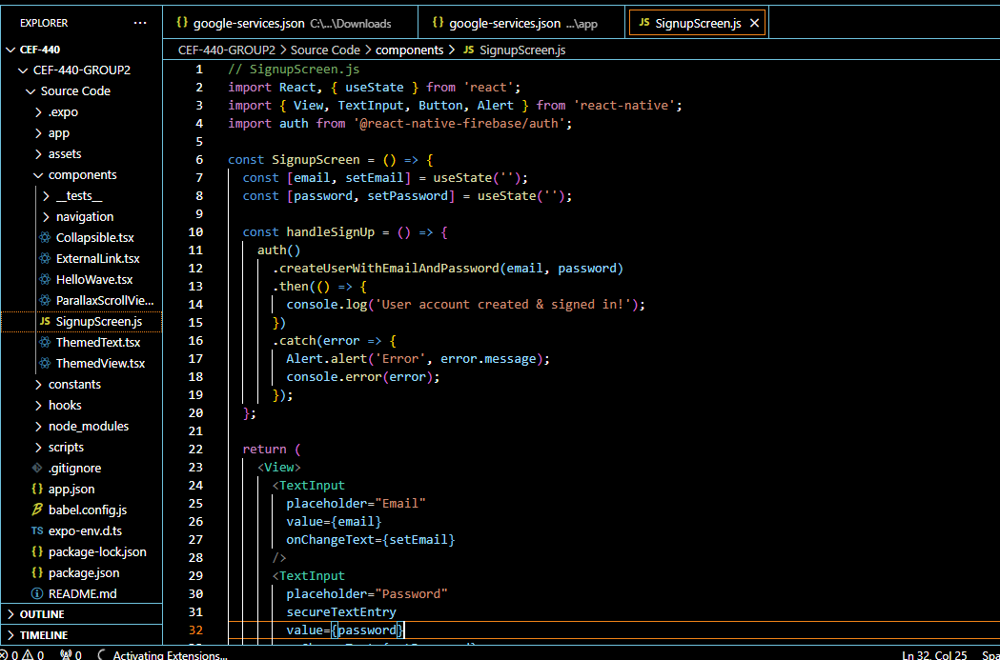 EXPLORER
CEF-440
CEF-440-GROUP2
Source Code
.expo
app
assets
components
__tests__
navigation
Collapsible.tsx
ExternalLink.tsx
HelloWave.tsx
ParallaxScrollVie...
JS SignupScreen.js
ThemedText.tsx
ThemedView.tsx
constants
hooks
node_modules
scripts
.gitignore
{} app.json
babel.config.js
TS expo-env.d.ts
{} package-lock.json
{} package.json
README.md
OUTLINE
TIMELINE
{} google-services.json C:\...\Downloads
{} google-services.json ...\app
JS SignupScreen.js
CEF-440-GROUP2 > Source Code > components > JS SignupScreen.js
1 // SignupScreen.js
2 import React, { useState } from 'react';
3 import { View, TextInput, Button, Alert } from 'react-native';
4 import auth from '@react-native-firebase/auth';
5
6 const SignupScreen = () => {
7 const [email, setEmail] = useState('');
8 const [password, setPassword] = useState('');
9
10 const handleSignUp = () => {
11 auth()
12 .createUserWithEmailAndPassword(email, password)
13 .then(() => {
14 console.log('User account created & signed in!');
15 })
16 .catch(error => {
17 Alert.alert('Error', error.message);
18 console.error(error);
19 });
20 };
21
22 return (
23 <View>
24 <TextInput
25 placeholder="Email"
26 value={email}
27 onChangeText={setEmail}
28 />
29 <TextInput
30 placeholder="Password"
31 secureTextEntry
32 value={password}
0 0 0 Activating Extensions... Ln 32, Col 25 Spa